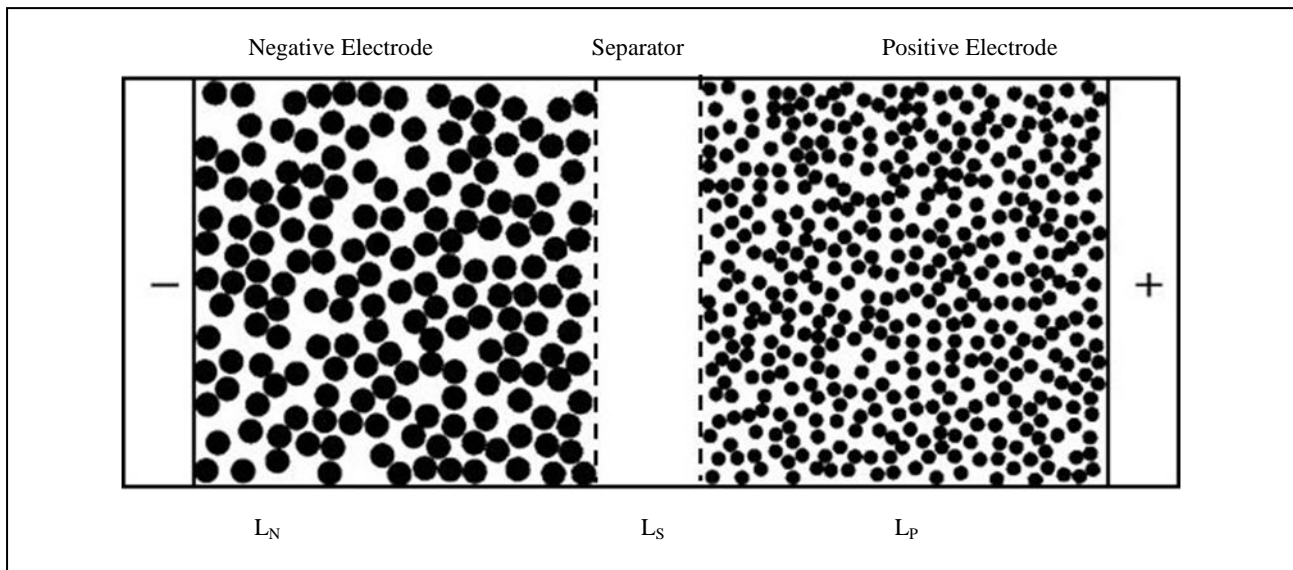 Negative Electrode Separator Positive Electrode
− +
L_N L_S L_P